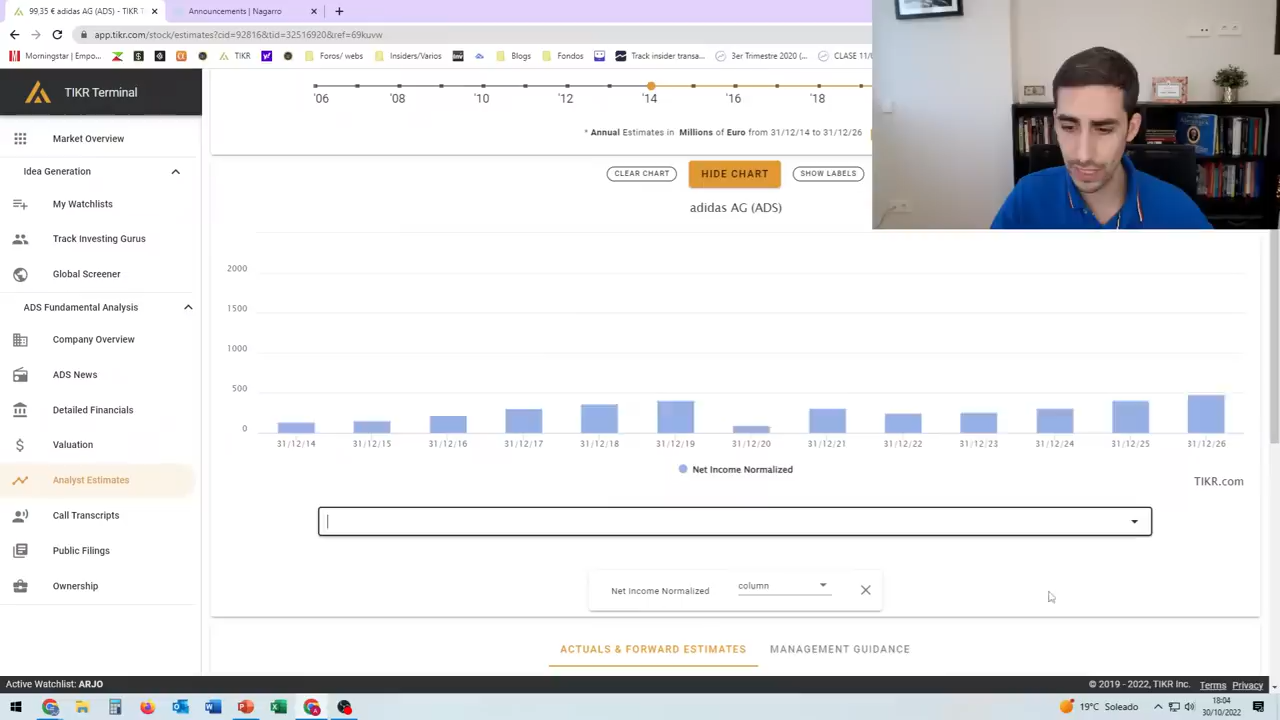 99,35 € adidas AG (ADS) - TIKR T
Announcements | Nagarro
app.tikr.com/stock/estimates?cid=92816&tid=32516920&ref=69kuvw
Morningstar | Empo...
TIKR
Foros/ webs
Insiders/Varios
Blogs
Fondos
Track insider transa...
3er Trimestre 2020 (...
CLASE 11/
TIKR Terminal
Market Overview
Idea Generation
My Watchlists
Track Investing Gurus
Global Screener
ADS Fundamental Analysis
Company Overview
ADS News
Detailed Financials
Valuation
Analyst Estimates
Call Transcripts
Public Filings
Ownership
'06 '08 '10 '12 '14 '16 '18
* Annual Estimates in Millions of Euro from 31/12/14 to 31/12/26
CLEAR CHART
HIDE CHART
SHOW LABELS
adidas AG (ADS)
2000
1500
1000
500
0
31/12/14 31/12/15 31/12/16 31/12/17 31/12/18 31/12/19 31/12/20 31/12/21 31/12/22 31/12/23 31/12/24 31/12/25 31/12/26
Net Income Normalized
TIKR.com
Net Income Normalized
column
ACTUALS & FORWARD ESTIMATES
MANAGEMENT GUIDANCE
Active Watchlist: ARJO
© 2019 - 2022, TIKR Inc. Terms Privacy
19°C Soleado
18:04
30/10/2022